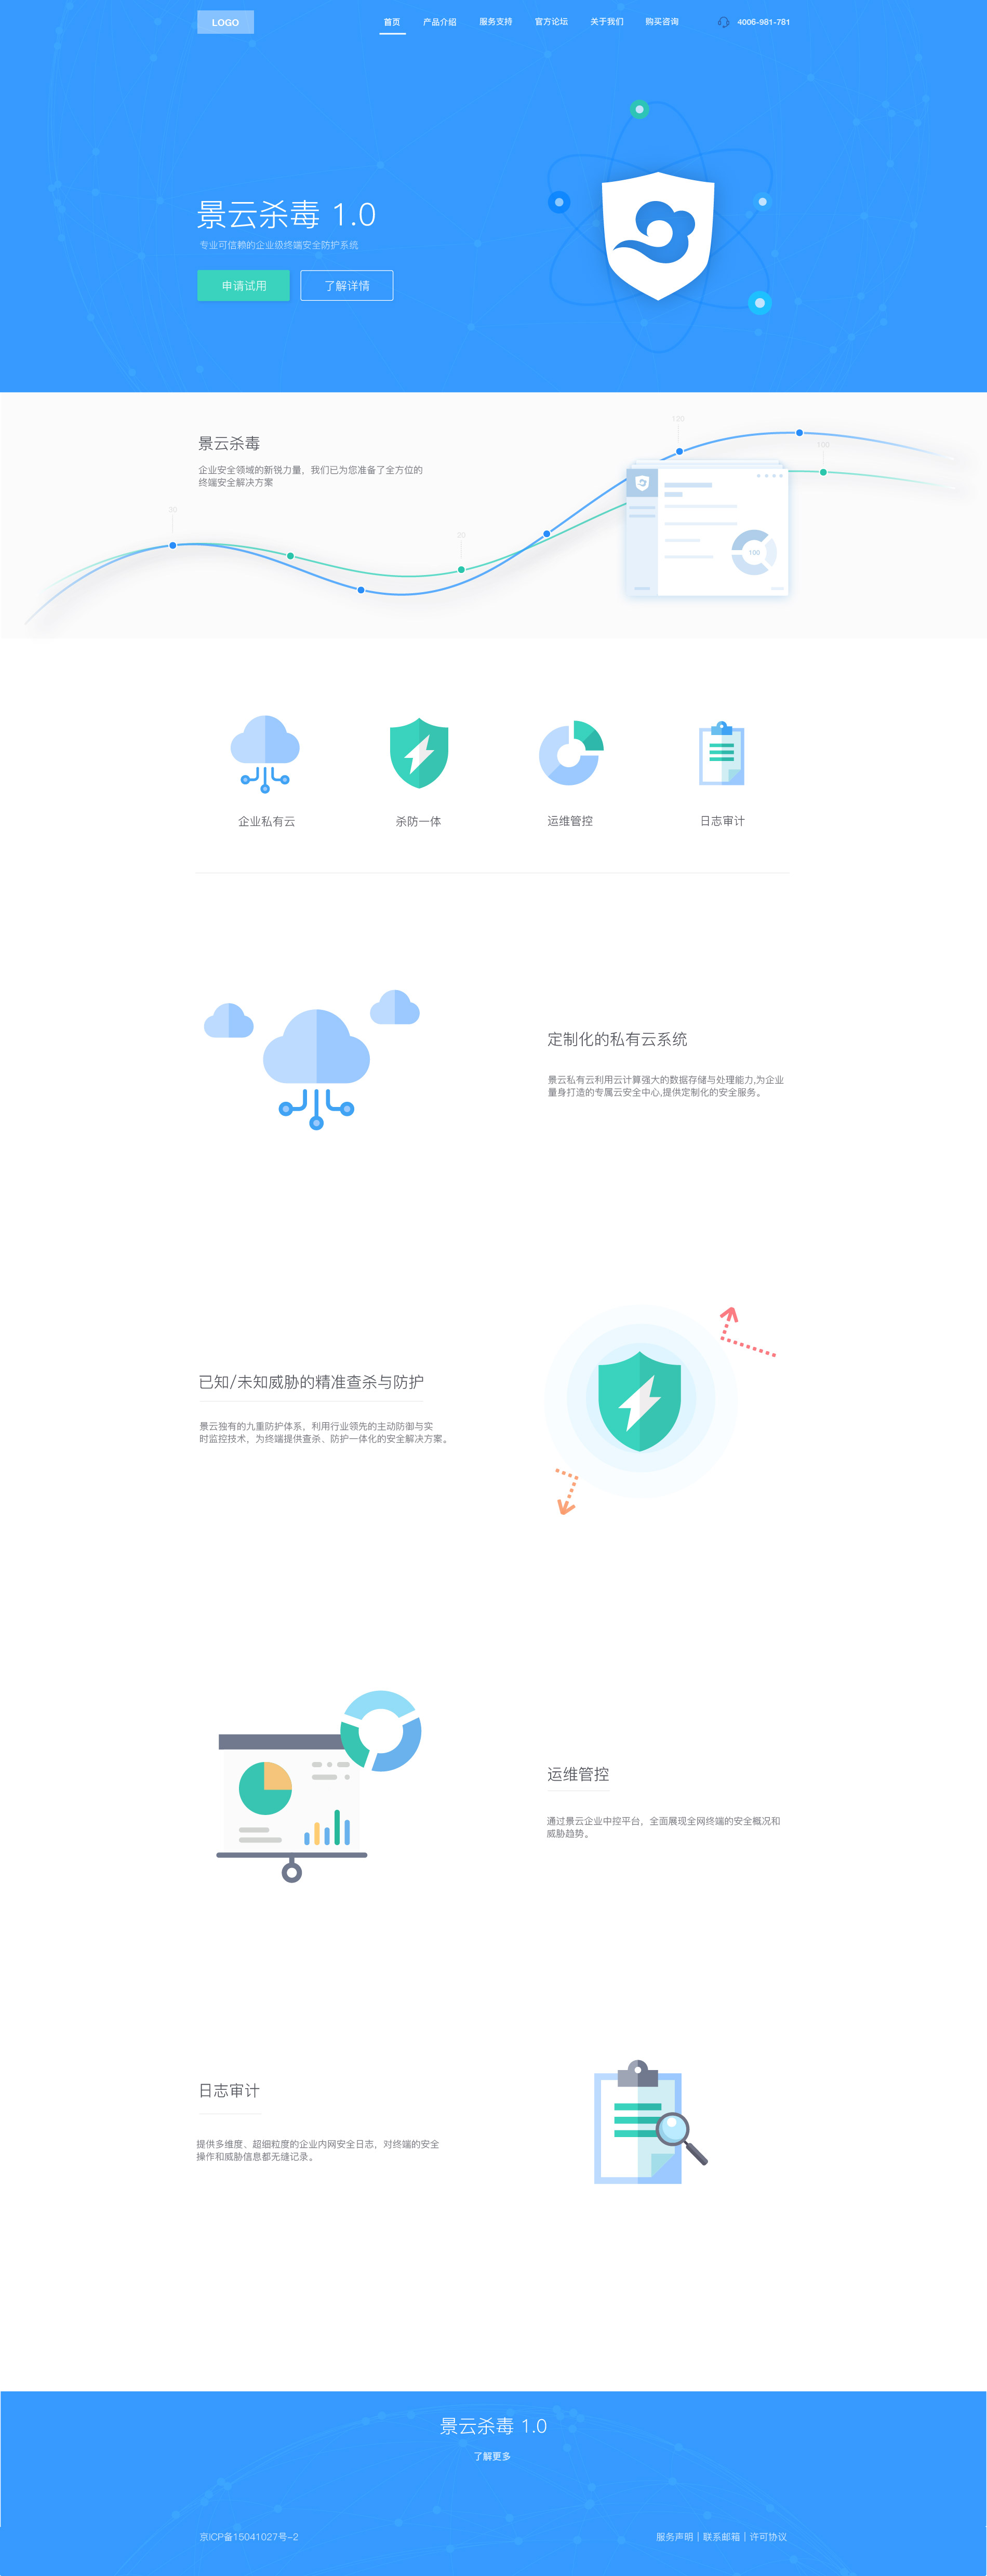 LOGO
首页
产品介绍
服务支持
官方论坛
关于我们
购买咨询
4006-981-781
景云杀毒 1.0
专业可信赖的企业级终端安全防护系统
申请试用
了解详情
景云杀毒
企业安全领域的新锐力量，我们已为您准备了全方位的
终端安全解决方案
120
100
30
20
100
企业私有云
杀防一体
运维管控
日志审计
定制化的私有云系统
景云私有云利用云计算强大的数据存储与处理能力,为企业
量身打造的专属云安全中心,提供定制化的安全服务。
已知/未知威胁的精准查杀与防护
景云独有的九重防护体系，利用行业领先的主动防御与实
时监控技术，为终端提供查杀、防护一体化的安全解决方案。
运维管控
通过景云企业中控平台，全面展现全网终端的安全概况和
威胁趋势。
日志审计
提供多维度、超细粒度的企业内网安全日志，对终端的安全
操作和威胁信息都无缝记录。
景云杀毒 1.0
了解更多
京ICP备15041027号-2
服务声明 | 联系邮箱 | 许可协议